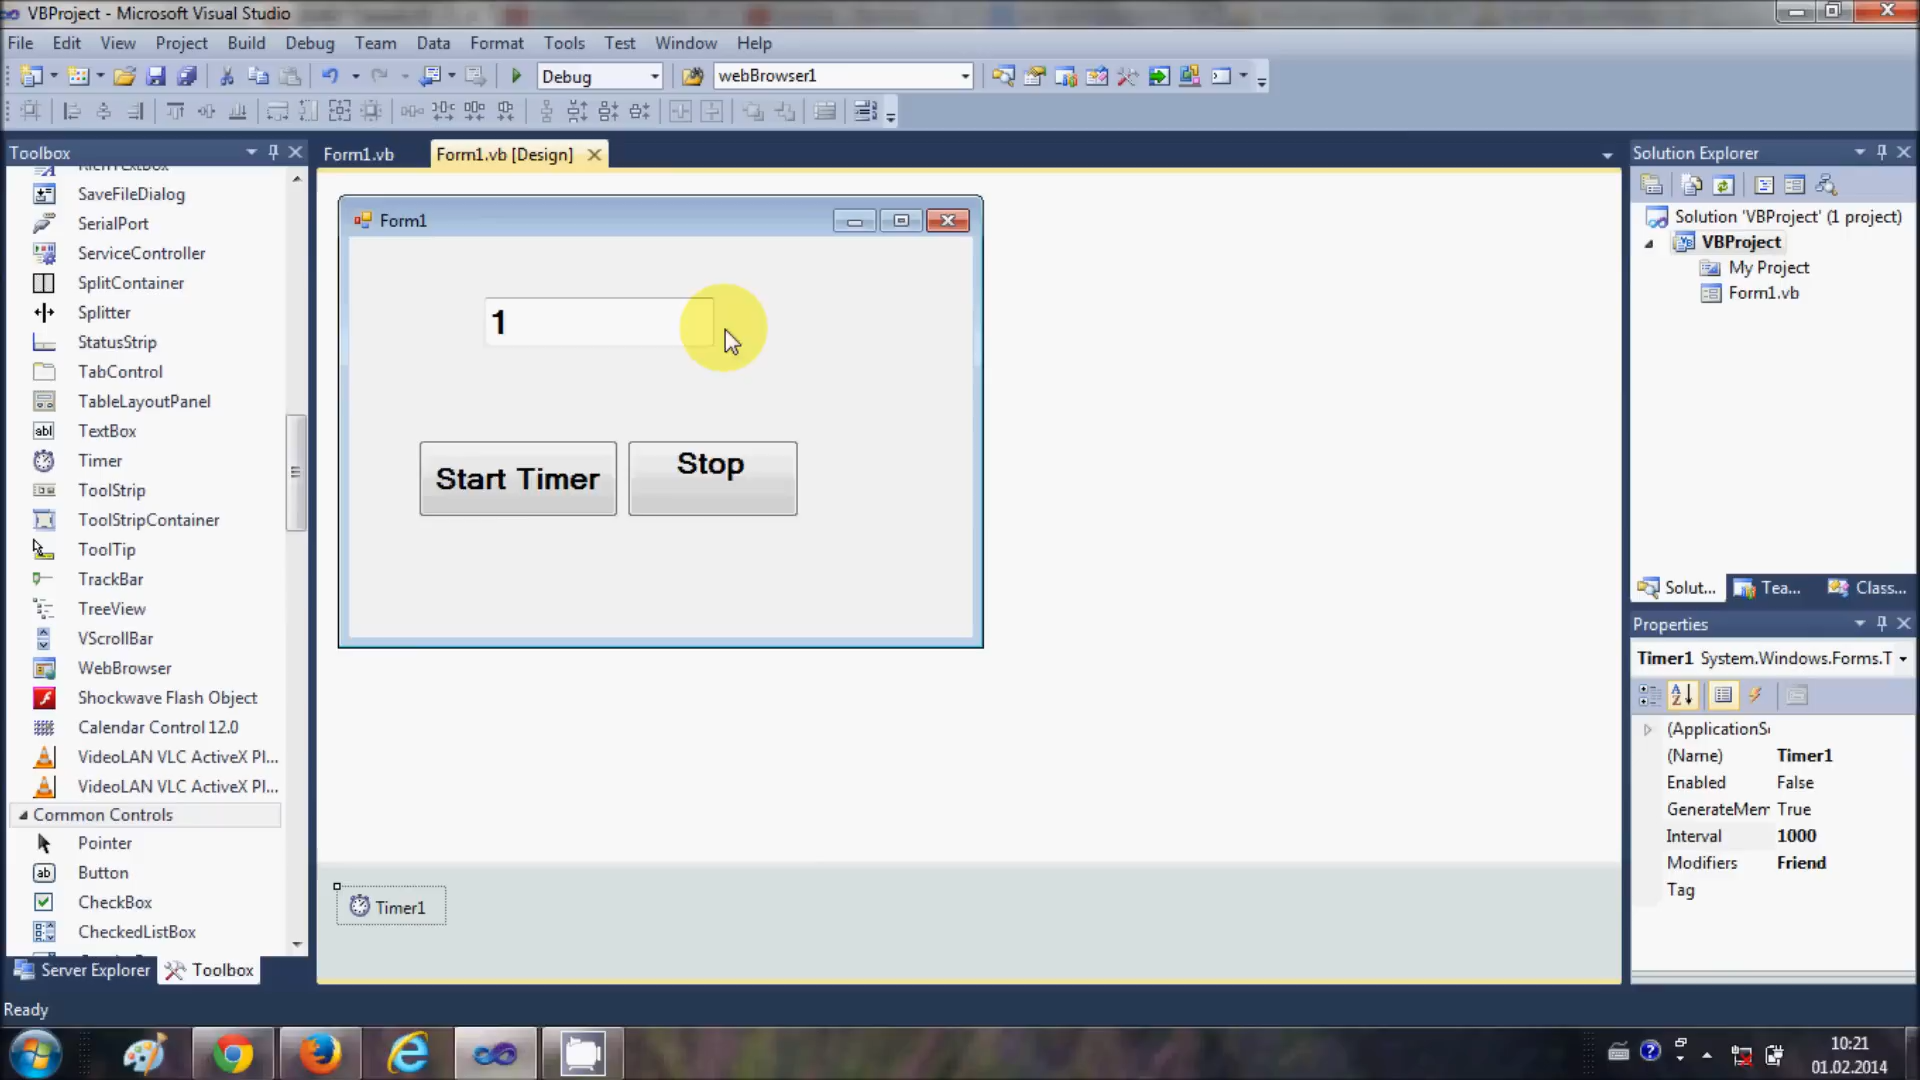 VBProject - Microsoft Visual Studio
File Edit View Project Build Debug Team Data Format Tools Test Window Help
Debug webBrowser1
Toolbox
SaveFileDialog
SerialPort
ServiceController
SplitContainer
Splitter
StatusStrip
TabControl
TableLayoutPanel
TextBox
Timer
ToolStrip
ToolStripContainer
ToolTip
TrackBar
TreeView
VScrollBar
WebBrowser
Shockwave Flash Object
Calendar Control 12.0
VideoLAN VLC ActiveX Pl...
VideoLAN VLC ActiveX Pl...
Common Controls
Pointer
Button
CheckBox
CheckedListBox
Server Explorer Toolbox
Form1.vb Form1.vb [Design]
Form1
1
Start Timer Stop
Timer1
Solution Explorer
Solution 'VBProject' (1 project)
VBProject
My Project
Form1.vb
Solut... Tea... Class...
Properties
Timer1 System.Windows.Forms.T
(ApplicationS
(Name) Timer1
Enabled False
GenerateMem True
Interval 1000
Modifiers Friend
Tag
Ready
10:21
01.02.2014